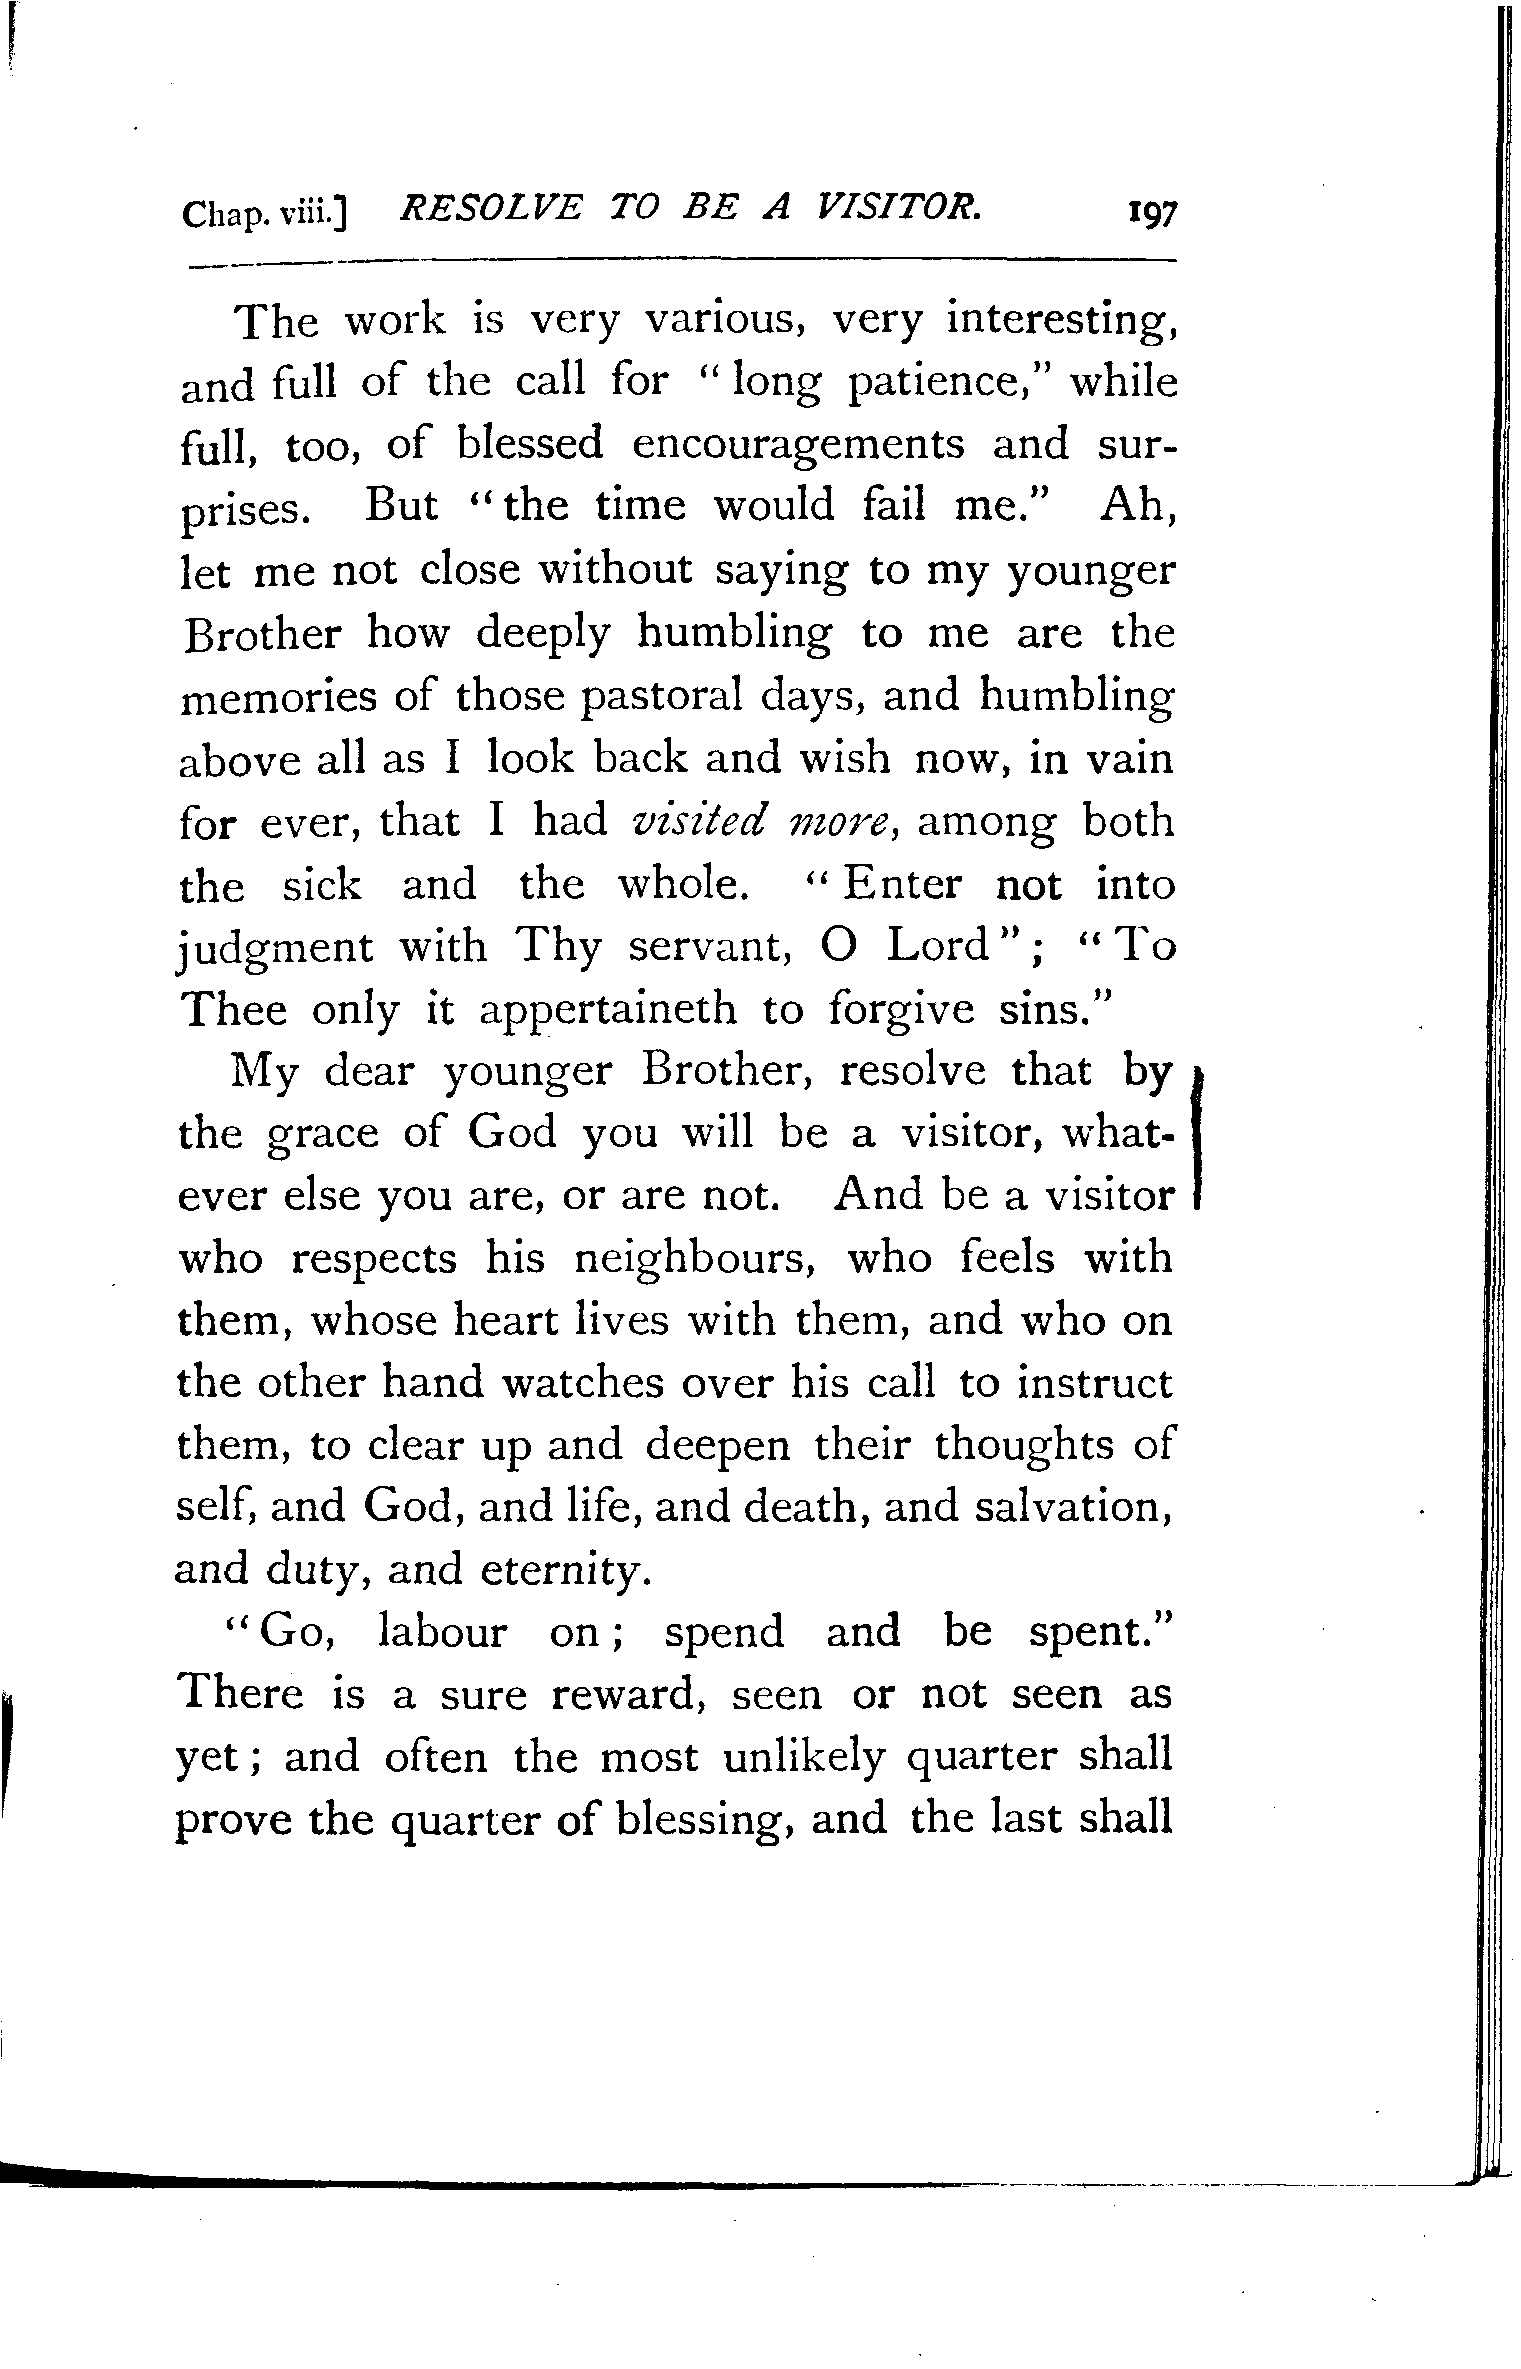 Chap. viii.] RESOLVE TO BE A VISITOR. 197
The work is very various, very interesting,
and full of the call for “long patience,” while
full, too, of blessed encouragements and sur-
prises. But “the time would fail me.” Ah,
let me not close without saying to my younger
Brother how deeply humbling to me are the
memories of those pastoral days, and humbling
above all as I look back and wish now, in vain
for ever, that I had visited more, among both
the sick and the whole. “Enter not into
judgment with Thy servant, O Lord”; “To
Thee only it appertaineth to forgive sins.”
My dear younger Brother, resolve that by
the grace of God you will be a visitor, what-
ever else you are, or are not. And be a visitor
who respects his neighbours, who feels with
them, whose heart lives with them, and who on
the other hand watches over his call to instruct
them, to clear up and deepen their thoughts of
self, and God, and life, and death, and salvation,
and duty, and eternity.
“Go, labour on; spend and be spent.”
There is a sure reward, seen or not seen as
yet; and often the most unlikely quarter shall
prove the quarter of blessing, and the last shall